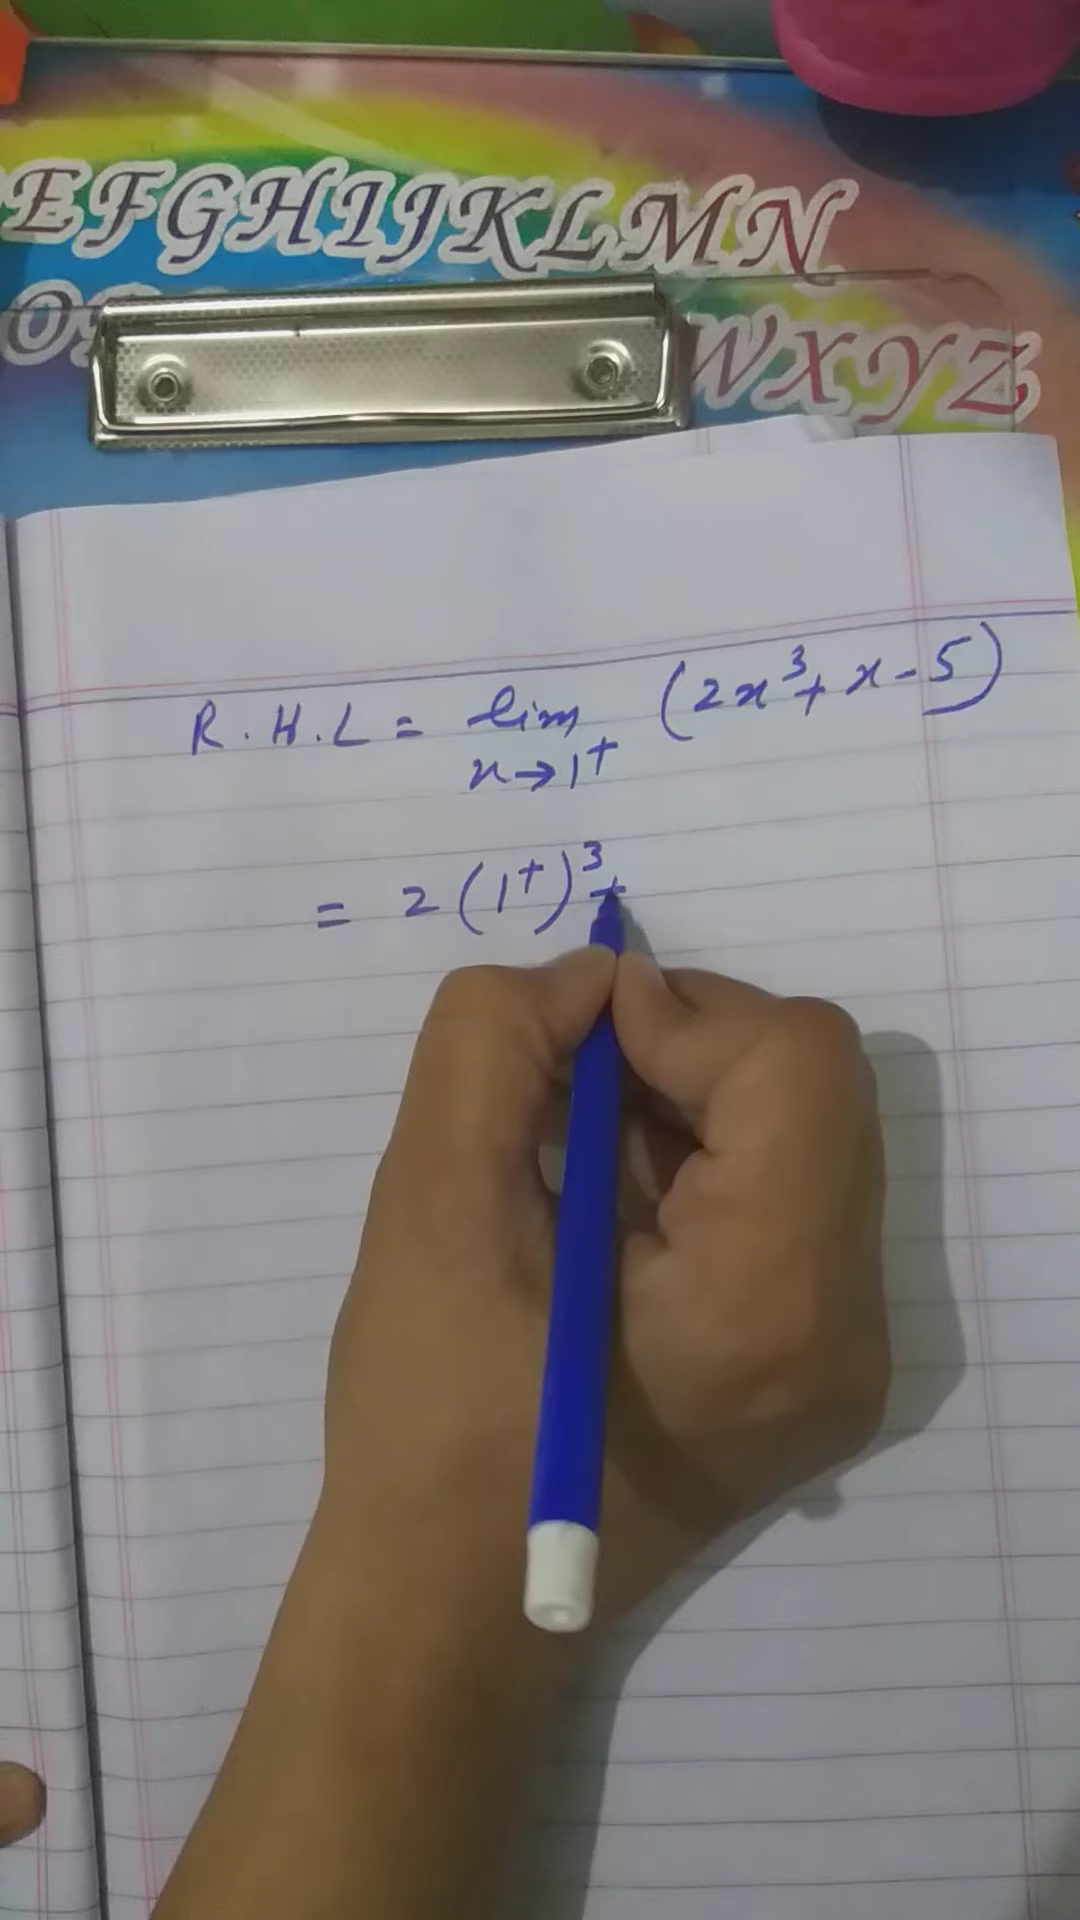 EFGHIJKLMN
O WXYZ
R.H.L = lim (2x³+x-5)
x→1⁺
= 2(1⁺)³+